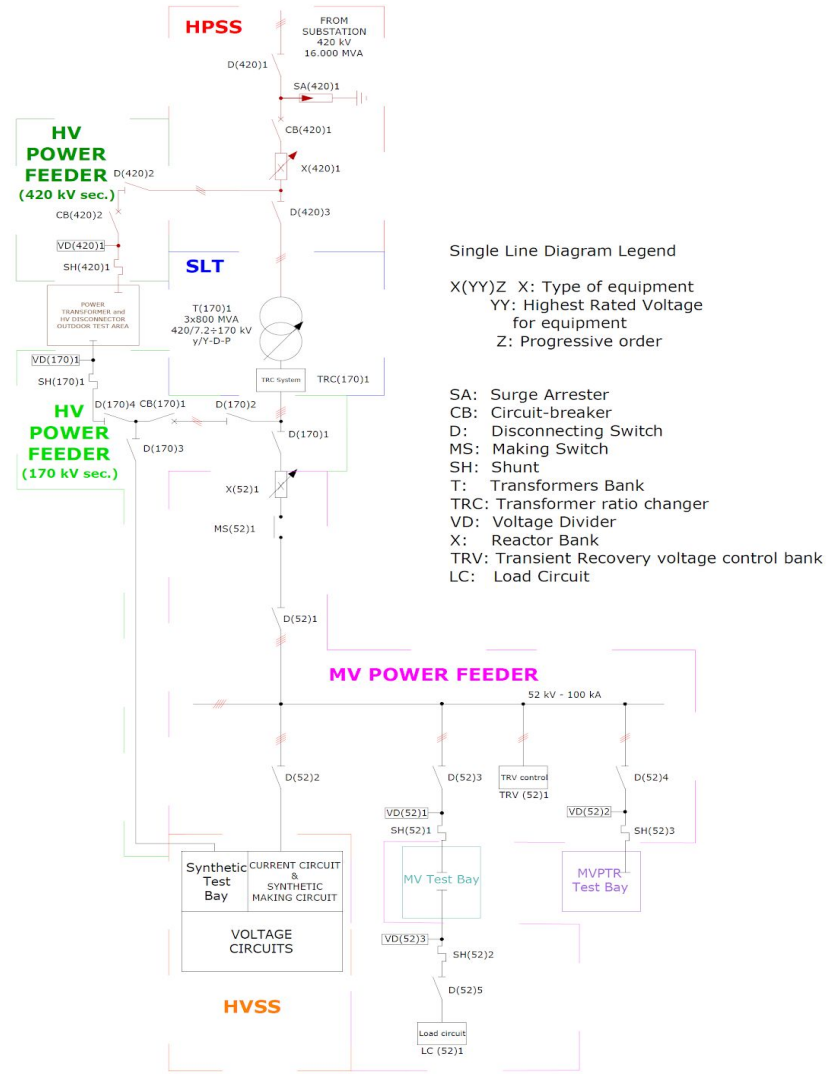 HPSS
FROM
SUBSTATION
420 kV
16.000 MVA
D(420)1
SA(420)1
CB(420)1
X(420)1
HV
POWER
FEEDER
(420 kV sec.)
D(420)2
D(420)3
CB(420)2
VD(420)1
SH(420)1
POWER
TRANSFORMER and
HV DISCONNECTOR
OUTDOOR TEST AREA
SLT
T(170)1
3x800 MVA
420/7.2÷170 kV
y/Y-D-P
TRC System
TRC(170)1
VD(170)1
SH(170)1
D(170)4
CB(170)1
D(170)2
HV
POWER
FEEDER
(170 kV sec.)
D(170)3
D(170)1
X(52)1
MS(52)1
D(52)1
Single Line Diagram Legend
X(YY)Z X: Type of equipment
YY: Highest Rated Voltage
for equipment
Z: Progressive order
SA: Surge Arrester
CB: Circuit-breaker
D: Disconnecting Switch
MS: Making Switch
SH: Shunt
T: Transformers Bank
TRC: Transformer ratio changer
VD: Voltage Divider
X: Reactor Bank
TRV: Transient Recovery voltage control bank
LC: Load Circuit
MV POWER FEEDER
52 kV - 100 kA
D(52)2
D(52)3
TRV control
TRV (52)1
D(52)4
VD(52)1
SH(52)1
VD(52)2
SH(52)3
Synthetic
Test
Bay
CURRENT CIRCUIT
&
SYNTHETIC
MAKING CIRCUIT
VOLTAGE
CIRCUITS
MV Test Bay
MVPTR
Test Bay
VD(52)3
SH(52)2
D(52)5
HVSS
Load circuit
LC (52)1